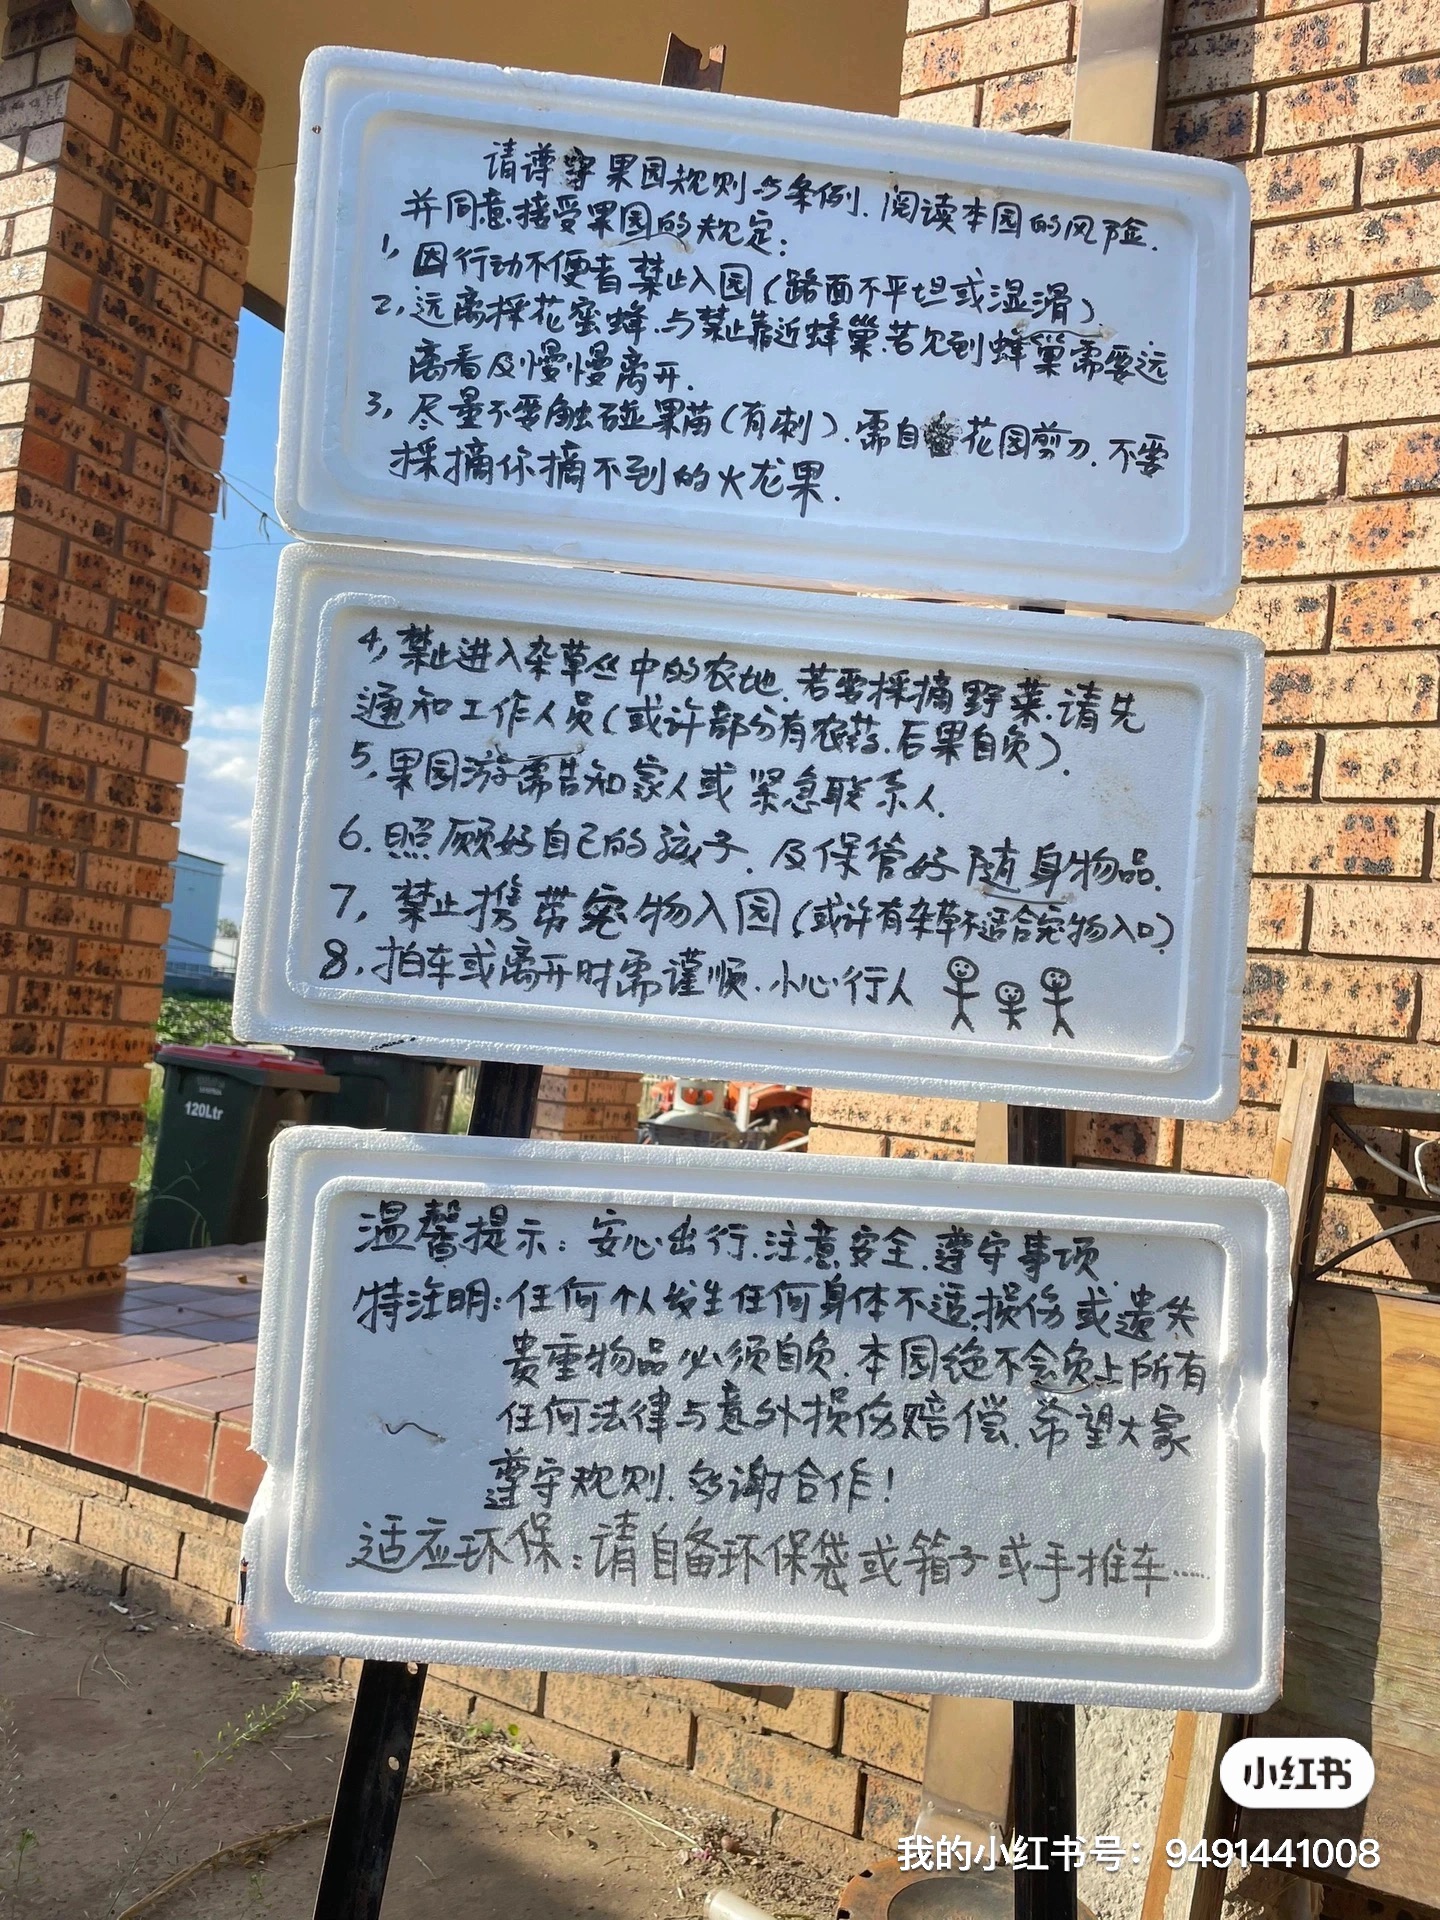 请遵守果园规则与条例.阅读本园的风险.
并同意接受果园的规定:
1,因行动不便者禁止入园(路面不平坦或湿滑)
2,远离採花蜜蜂.与禁止靠近蜂巢.若见到蜂巢需要远
离看及慢慢离开.
3,尽量不要触碰果苗(有刺).需自备花园剪刀.不要
採摘你摘不到的火龙果.
4,禁止进入杂草丛中的农地.若要採摘野菜.请先
通知工作人员(或许部分有农药.后果自负).
5,果园游需告知家人或紧急联系人.
6.照顾好自己的孩子.及保管好随身物品.
7,禁止携带宠物入园(或许有杂草不适合宠物入口)
8,拍车或离开时需谨顺.小心行人
120Ltr
温馨提示:安心出行.注意安全.遵守事项.
特注明:任何个人发生任何身体不适.损伤或遗失
贵重物品必须自负.本园绝不会负上所有
任何法律与意外损伤赔偿.希望大家
遵守规则.多谢合作!
适应环保:请自备环保袋或箱子或手推车……
小红书
我的小红书号：9491441008